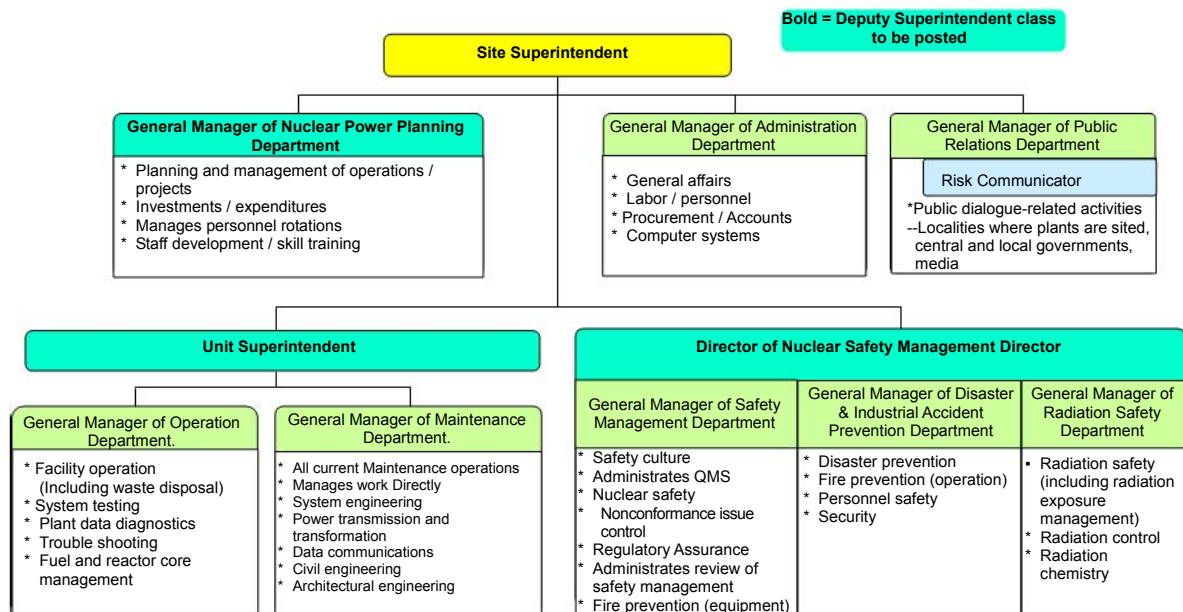 Bold = Deputy Superintendent class
to be posted
Site Superintendent
General Manager of Nuclear Power Planning
Department
* Planning and management of operations /
projects
* Investments / expenditures
* Manages personnel rotations
* Staff development / skill training
General Manager of Administration
Department
* General affairs
* Labor / personnel
* Procurement / Accounts
* Computer systems
General Manager of Public
Relations Department
Risk Communicator
*Public dialogue-related activities
--Localities where plants are sited,
central and local governments,
media
Unit Superintendent
General Manager of Operation
Department.
* Facility operation
(Including waste disposal)
* System testing
* Plant data diagnostics
* Trouble shooting
* Fuel and reactor core
management
General Manager of Maintenance
Department.
* All current Maintenance operations
* Manages work Directly
* System engineering
* Power transmission and
transformation
* Data communications
* Civil engineering
* Architectural engineering
Director of Nuclear Safety Management Director
General Manager of Safety
Management Department
* Safety culture
* Administrates QMS
* Nuclear safety
* Nonconformance issue
control
* Regulatory Assurance
* Administrates review of
safety management
* Fire prevention (equipment)
General Manager of Disaster
& Industrial Accident
Prevention Department
* Disaster prevention
* Fire prevention (operation)
* Personnel safety
* Security
General Manager of
Radiation Safety
Department
▪ Radiation safety
(including radiation
exposure
management)
* Radiation control
* Radiation
chemistry